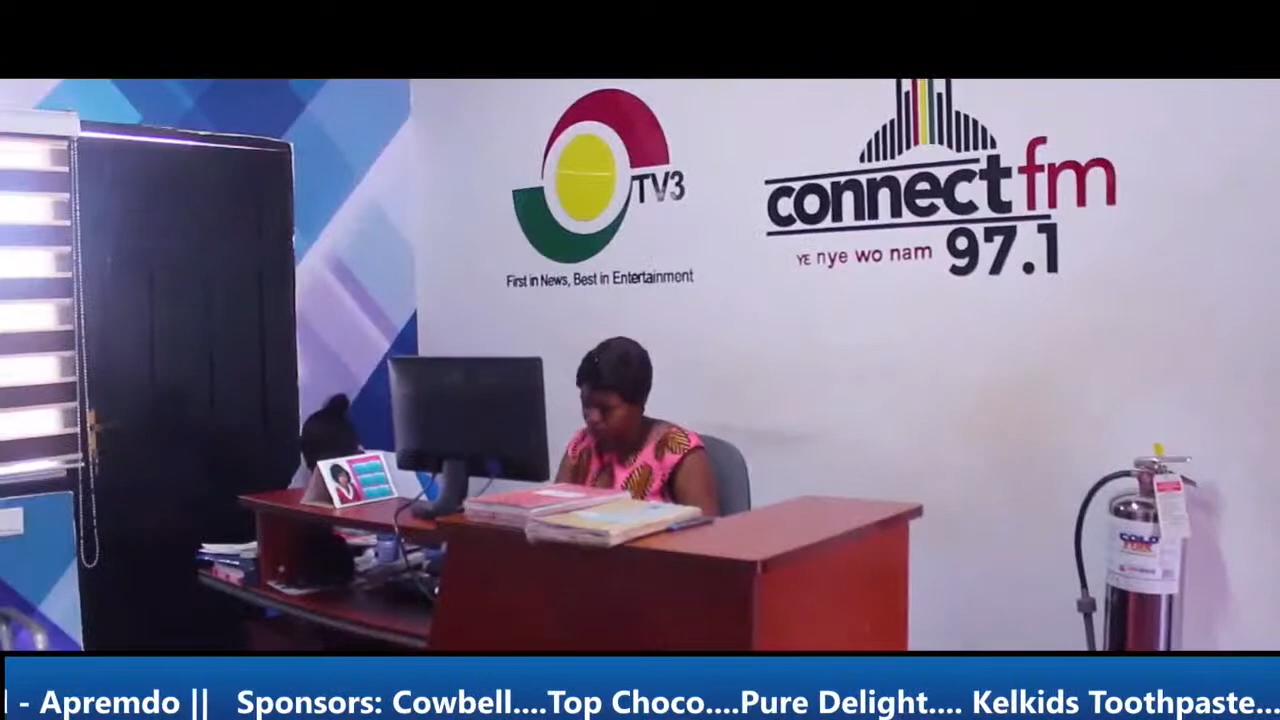 TV3
First in News, Best in Entertainment
connect fm
YE nye wo nam 97.1
- Apremdo || Sponsors: Cowbell....Top Choco....Pure Delight.... Kelkids Toothpaste...